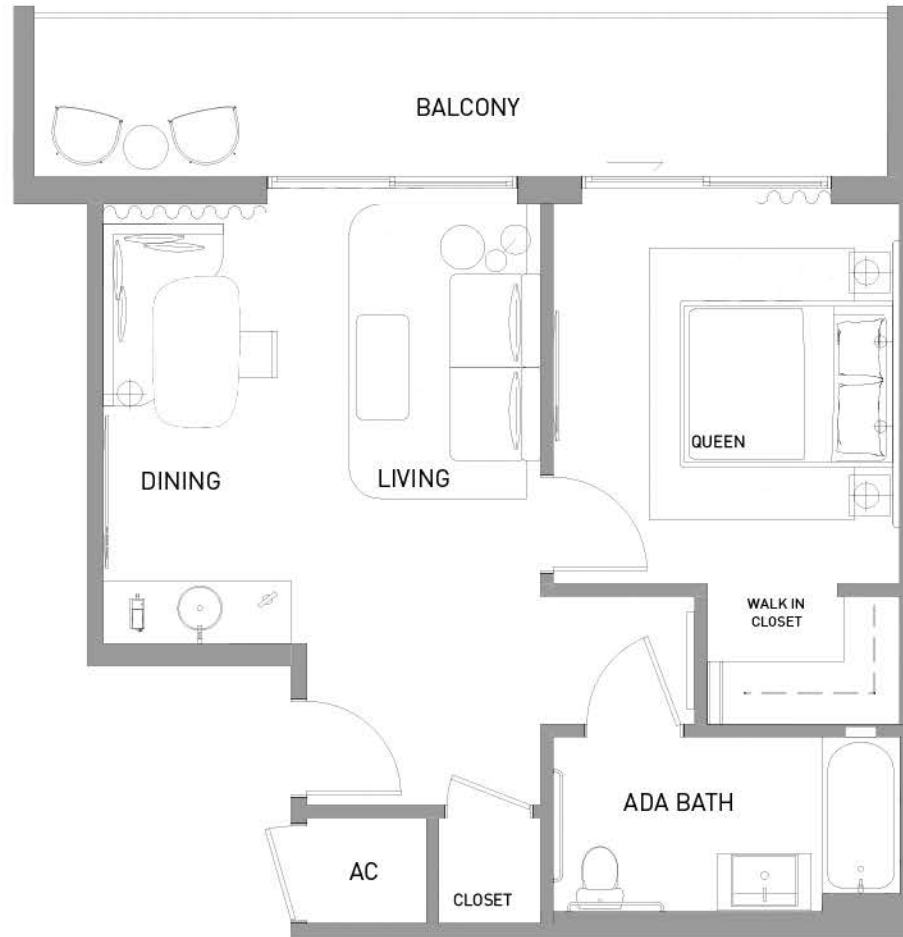 BALCONY
DINING
LIVING
QUEEN
WALK IN
CLOSET
ADA BATH
AC
CLOSET